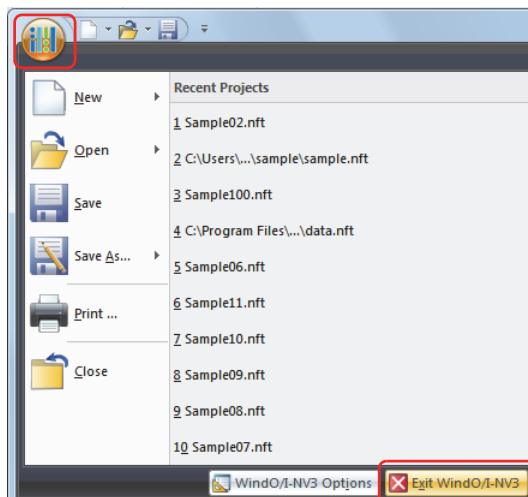 New
Open
Save
Save As...
Print ...
Close
Recent Projects
1 Sample02.nft
2 C:\Users\...\sample\sample.nft
3 Sample100.nft
4 C:\Program Files\...\data.nft
5 Sample06.nft
6 Sample11.nft
7 Sample10.nft
8 Sample09.nft
9 Sample08.nft
10 Sample07.nft
WindO/I-NV3 Options
Exit WindO/I-NV3